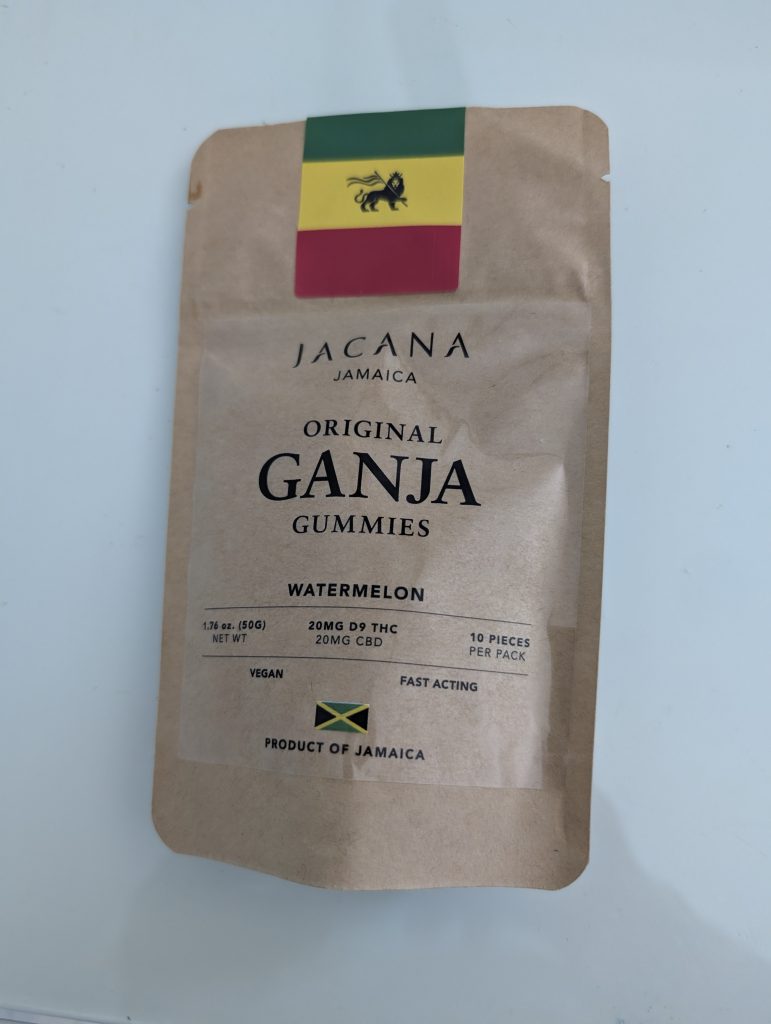 JACANA
JAMAICA
ORIGINAL
GANJA
GUMMIES
WATERMELON
1.76 oz. (50G)
NET WT
20MG D9 THC
20MG CBD
10 PIECES
PER PACK
VEGAN
FAST ACTING
PRODUCT OF JAMAICA